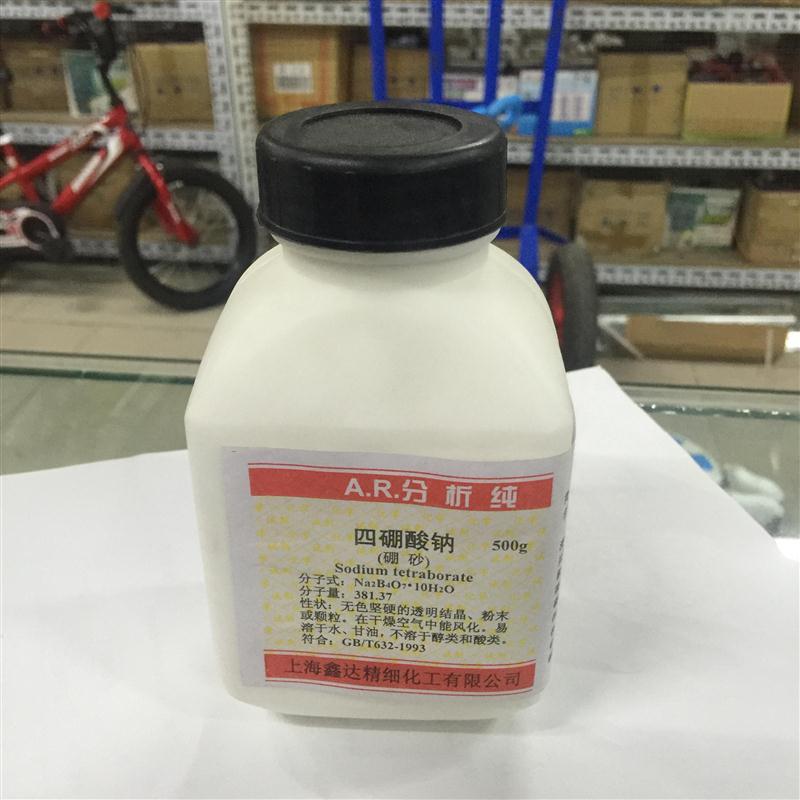 A.R.分析纯
四硼酸钠 500g
(硼砂)
Sodium tetraborate
分子式：Na₂B₄O₇•10H₂O
分子量：381.37
性状：无色坚硬的透明结晶、粉末
或颗粒。在干燥空气中能风化。易
溶于水、甘油，不溶于醇类和酸类。
符合：GB/T632-1993
上海鑫达精细化工有限公司